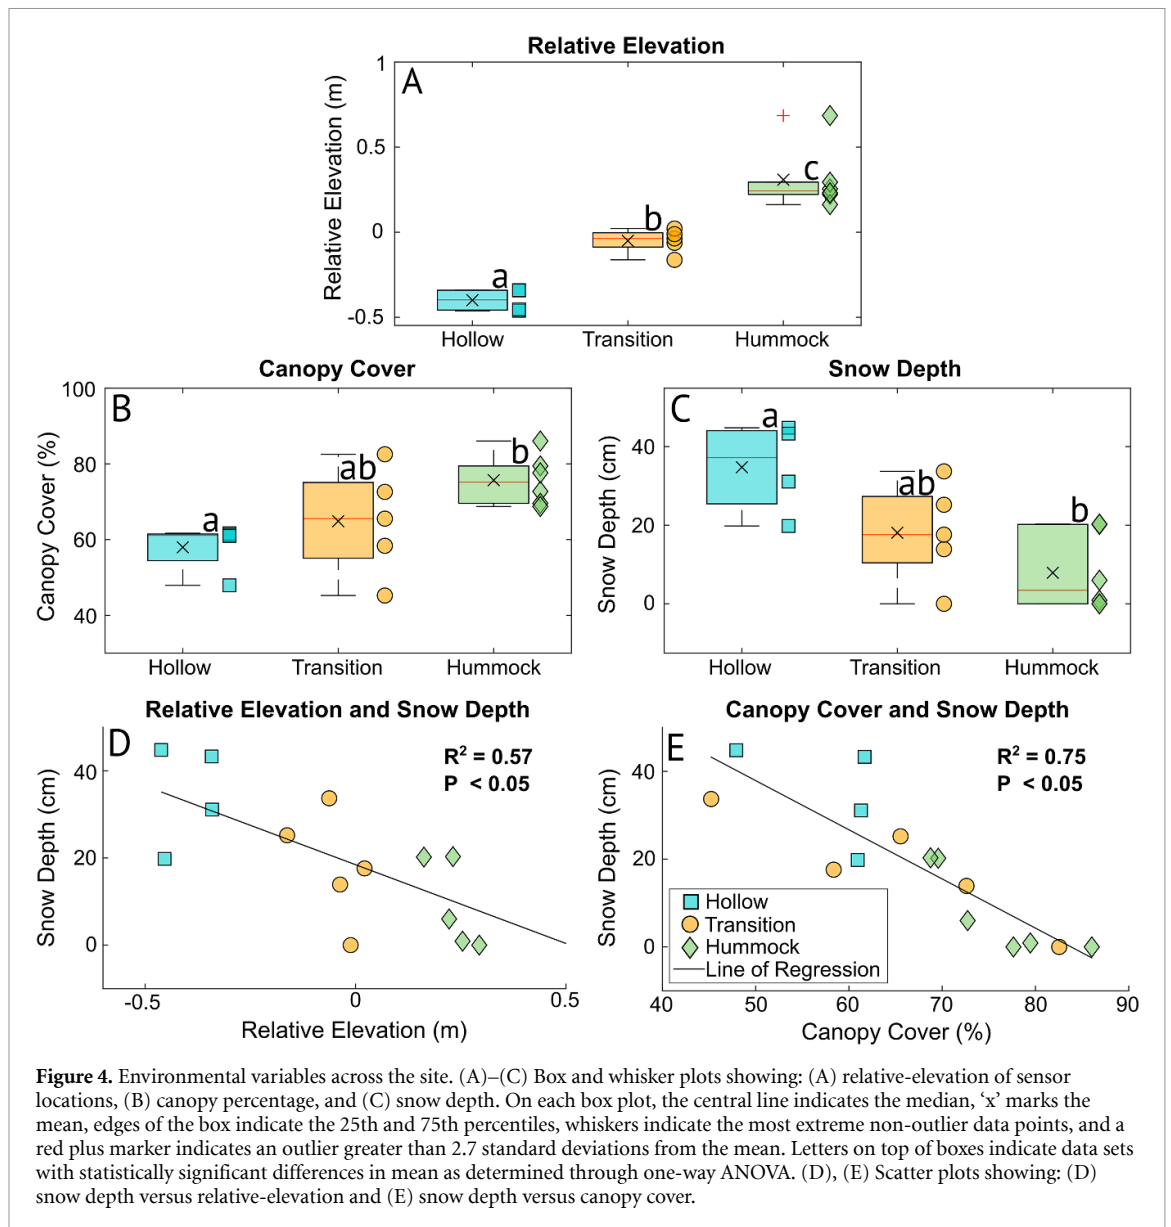 Relative Elevation
A
Relative Elevation (m)
1
0.5
0
-0.5
a
b
c
Hollow
Transition
Hummock
Canopy Cover
B
Canopy Cover (%)
100
80
60
40
a
ab
b
Hollow
Transition
Hummock
Snow Depth
C
Snow Depth (cm)
40
20
0
a
ab
b
Hollow
Transition
Hummock
Relative Elevation and Snow Depth
D
R² = 0.57
P < 0.05
Snow Depth (cm)
40
20
0
-0.5
0
0.5
Relative Elevation (m)
Canopy Cover and Snow Depth
E
R² = 0.75
P < 0.05
Snow Depth (cm)
40
20
0
Hollow
Transition
Hummock
Line of Regression
40
50
60
70
80
90
Canopy Cover (%)
Figure 4. Environmental variables across the site. (A)–(C) Box and whisker plots showing: (A) relative-elevation of sensor
locations, (B) canopy percentage, and (C) snow depth. On each box plot, the central line indicates the median, ‘x’ marks the
mean, edges of the box indicate the 25th and 75th percentiles, whiskers indicate the most extreme non-outlier data points, and a
red plus marker indicates an outlier greater than 2.7 standard deviations from the mean. Letters on top of boxes indicate data sets
with statistically significant differences in mean as determined through one-way ANOVA. (D), (E) Scatter plots showing: (D)
snow depth versus relative-elevation and (E) snow depth versus canopy cover.